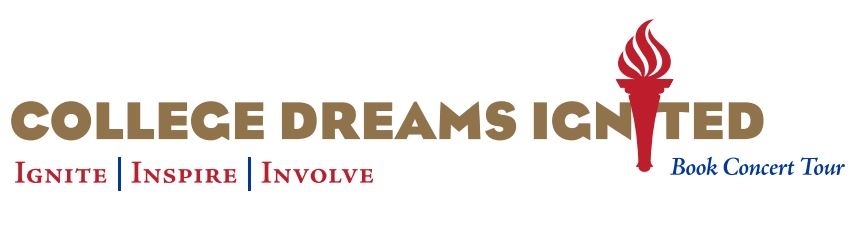 COLLEGE DREAMS IGNITED
IGNITE | INSPIRE | INVOLVE
Book Concert Tour